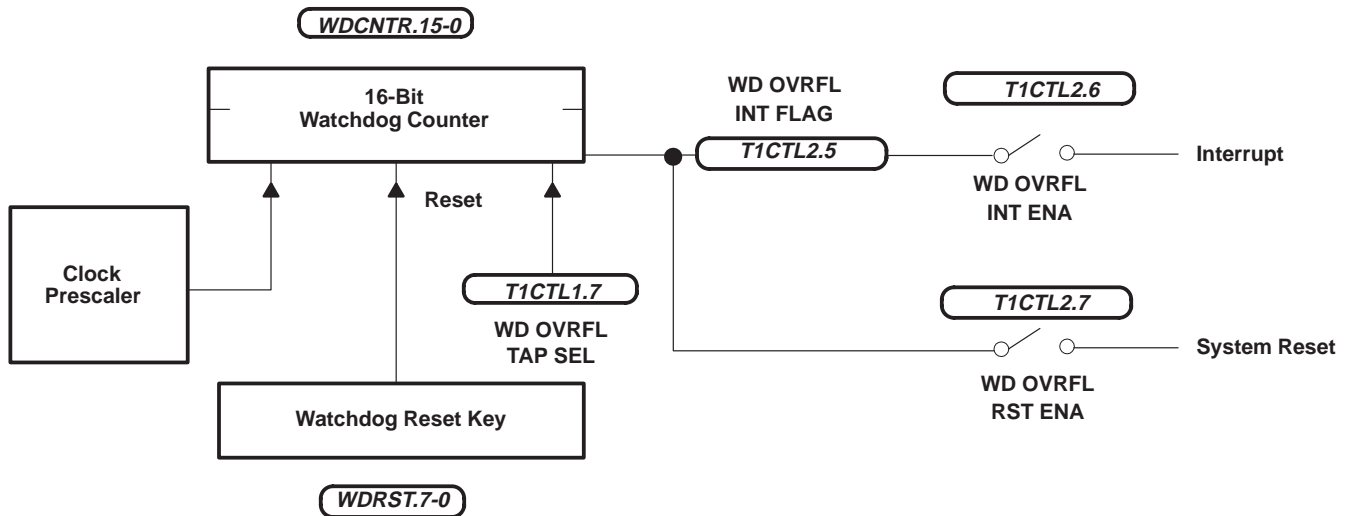 WDCNTR.15-0
16-Bit
Watchdog Counter
WD OVRFL
INT FLAG
T1CTL2.5
T1CTL2.6
Interrupt
WD OVRFL
INT ENA
Reset
Clock
Prescaler
T1CTL1.7
WD OVRFL
TAP SEL
T1CTL2.7
System Reset
WD OVRFL
RST ENA
Watchdog Reset Key
WDRST.7-0